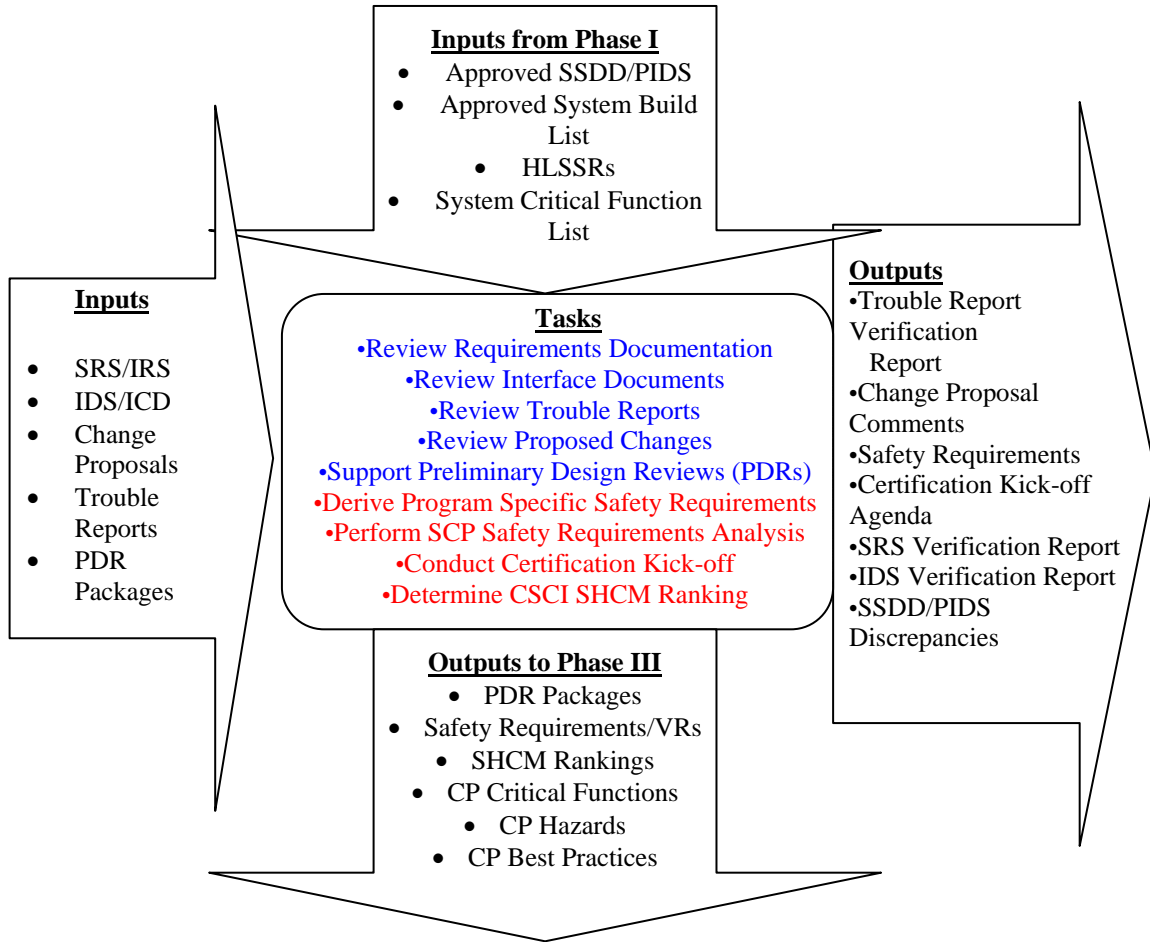 Inputs from Phase I
• Approved SSDD/PIDS
• Approved System Build
List
• HLSSRs
• System Critical Function
List
Inputs
• SRS/IRS
• IDS/ICD
• Change
Proposals
• Trouble
Reports
• PDR
Packages
Tasks
•Review Requirements Documentation
•Review Interface Documents
•Review Trouble Reports
•Review Proposed Changes
•Support Preliminary Design Reviews (PDRs)
•Derive Program Specific Safety Requirements
•Perform SCP Safety Requirements Analysis
•Conduct Certification Kick-off
•Determine CSCI SHCM Ranking
Outputs
•Trouble Report
Verification
Report
•Change Proposal
Comments
•Safety Requirements
•Certification Kick-off
Agenda
•SRS Verification Report
•IDS Verification Report
•SSDD/PIDS
Discrepancies
Outputs to Phase III
• PDR Packages
• Safety Requirements/VRs
• SHCM Rankings
• CP Critical Functions
• CP Hazards
• CP Best Practices